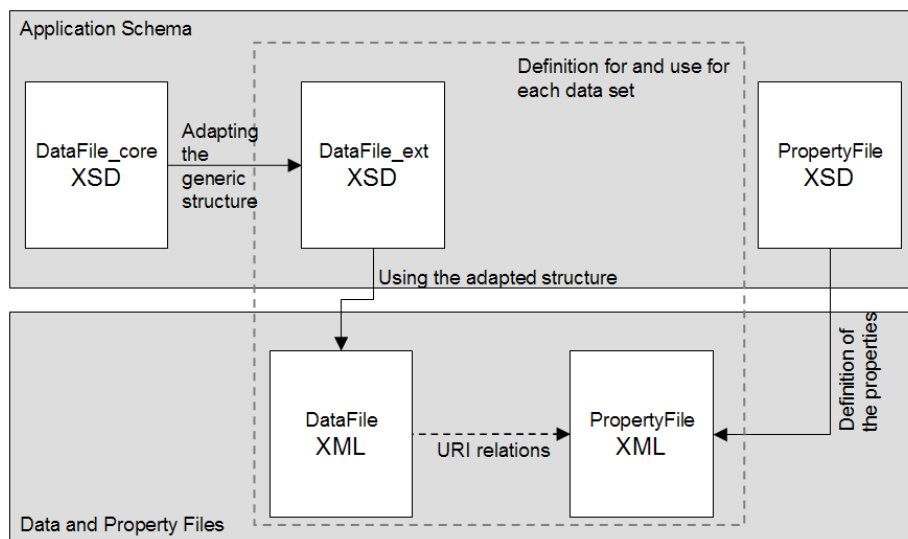 Application Schema
Definition for and use for
each data set
DataFile_core
XSD
Adapting
the
generic
structure
DataFile_ext
XSD
PropertyFile
XSD
Using the adapted structure
Definition of
the properties
DataFile
XML
URI relations
PropertyFile
XML
Data and Property Files